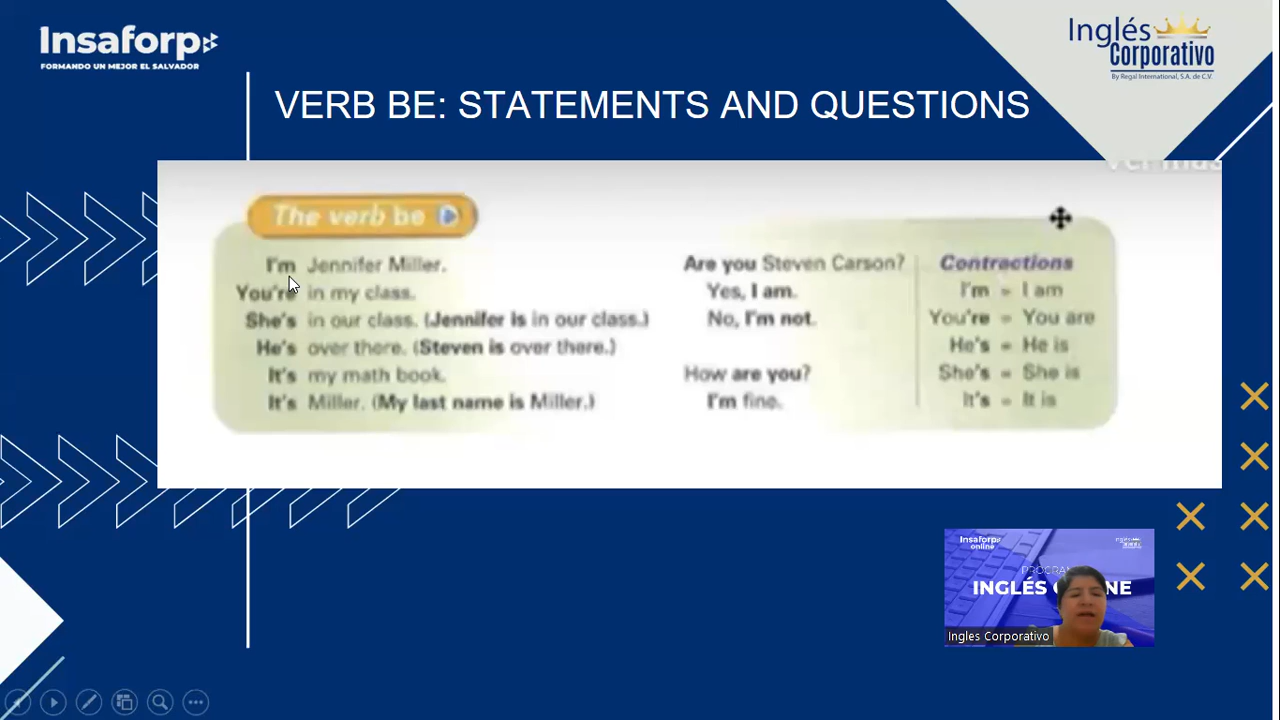 Insaforp
FORMANDO UN MEJOR EL SALVADOR
Inglés
Corporativo
By Regal International, S.A. de C.V.
VERB BE: STATEMENTS AND QUESTIONS
The verb be
I'm Jennifer Miller.
You're in my class.
She's in our class. (Jennifer is in our class.)
He's over there. (Steven is over there.)
It's my math book.
It's Miller. (My last name is Miller.)
Are you Steven Carson?
Yes, I am.
No, I'm not.
How are you?
I'm fine.
Contractions
I'm = I am
You're = You are
He's = He is
She's = She is
It's = It is
Insaforp
online
INGLÉS
Ingles Corporativo